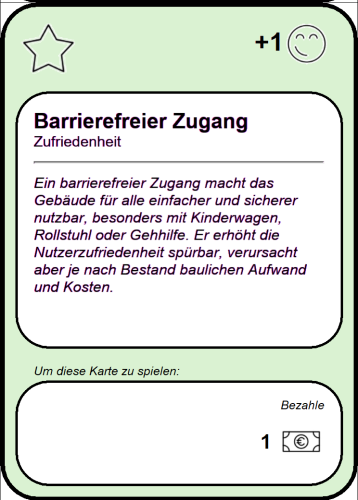 +1
Barrierefreier Zugang
Zufriedenheit
Ein barrierefreier Zugang macht das
Gebäude für alle einfacher und sicherer
nutzbar, besonders mit Kinderwagen,
Rollstuhl oder Gehhilfe. Er erhöht die
Nutzerzufriedenheit spürbar, verursacht
aber je nach Bestand baulichen Aufwand
und Kosten.
Um diese Karte zu spielen:
Bezahle
1 €